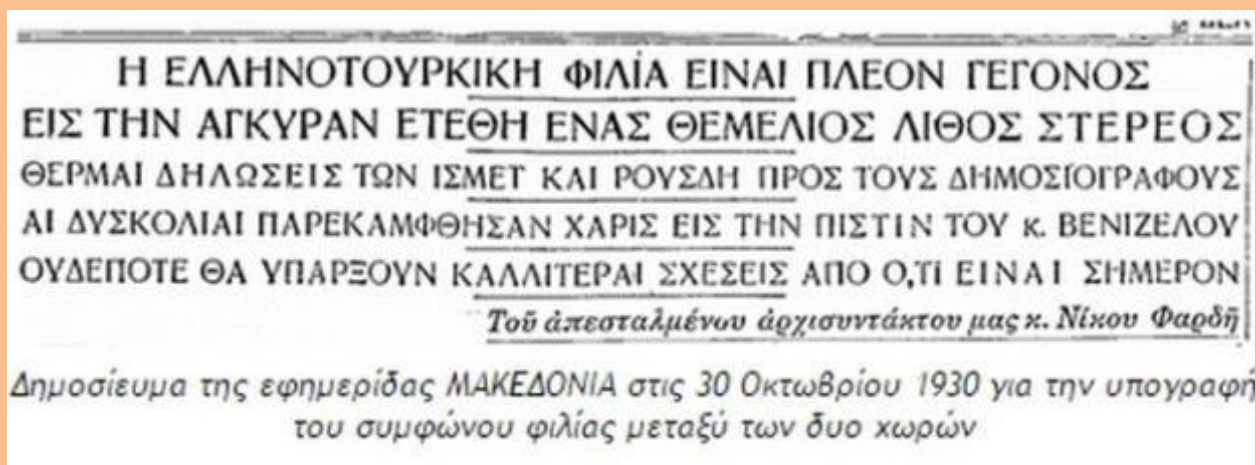 Η ΕΛΛΗΝΟΤΟΥΡΚΙΚΗ ΦΙΛΙΑ ΕΙΝΑΙ ΠΛΕΟΝ ΓΕΓΟΝΟΣ
ΕΙΣ ΤΗΝ ΑΓΚΥΡΑΝ ΕΤΕΘΗ ΕΝΑΣ ΘΕΜΕΛΙΟΣ ΛΙΘΟΣ ΣΤΕΡΕΟΣ
ΘΕΡΜΑΙ ΔΗΛΩΣΕΙΣ ΤΩΝ ΙΣΜΕΤ ΚΑΙ ΡΟΥΣΔΗ ΠΡΟΣ ΤΟΥΣ ΔΗΜΟΣΙΟΓΡΑΦΟΥΣ
ΑΙ ΔΥΣΚΟΛΙΑΙ ΠΑΡΕΚΑΜΦΘΗΣΑΝ ΧΑΡΙΣ ΕΙΣ ΤΗΝ ΠΙΣΤΙΝ ΤΟΥ κ. ΒΕΝΙΖΕΛΟΥ
ΟΥΔΕΠΟΤΕ ΘΑ ΥΠΑΡΞΟΥΝ ΚΑΛΛΙΤΕΡΑΙ ΣΧΕΣΕΙΣ ΑΠΟ Ο,ΤΙ ΕΙΝΑΙ ΣΗΜΕΡΟΝ
Τοῦ ἀπεσταλμένου ἀρχισυντάκτου μας κ. Νίκου Φαρδῆ
Δημοσίευμα της εφημερίδας ΜΑΚΕΔΟΝΙΑ στις 30 Οκτωβρίου 1930 για την υπογραφή
του συμφώνου φιλίας μεταξύ των δυο χωρών